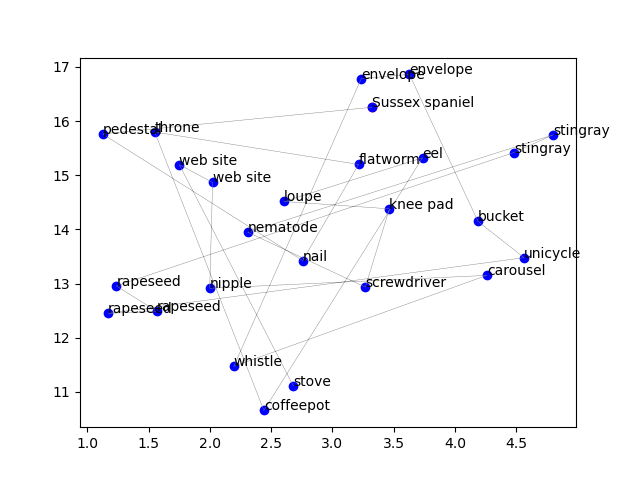 17
envelope
envelope
Sussex spaniel
16
pedestal
throne
stingray
stingray
web site
flatworm
eel
15
web site
loupe
knee pad
14
nematode
bucket
nail
unicycle
13
rapeseed
nipple
screwdriver
carousel
rapeseed
rapeseed
12
whistle
stove
11
coffeepot
1.0 1.5 2.0 2.5 3.0 3.5 4.0 4.5